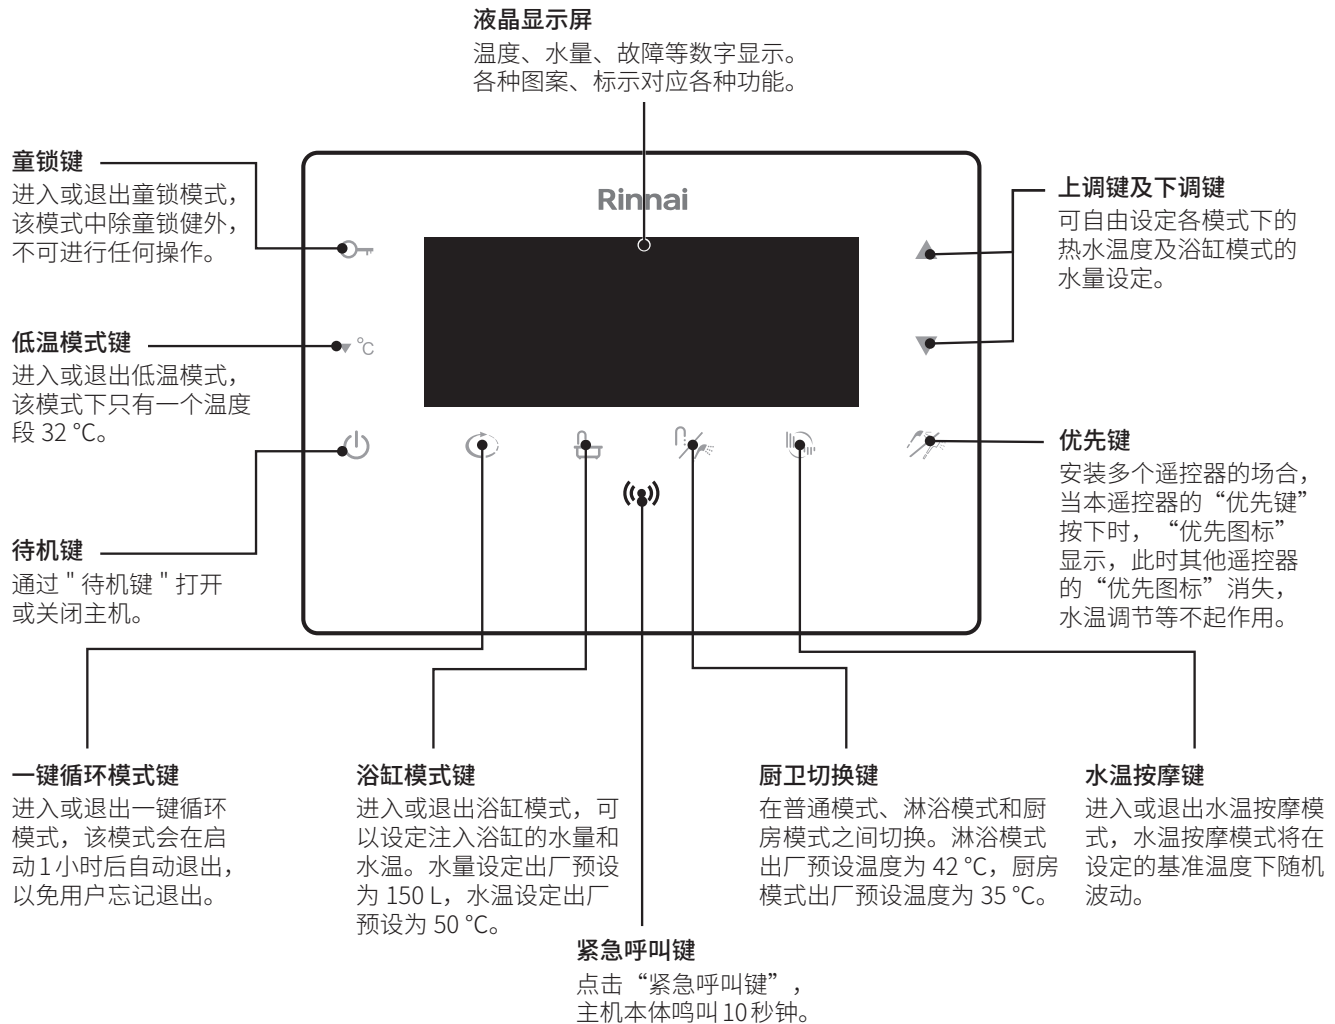 液晶显示屏
温度、水量、故障等数字显示。
各种图案、标示对应各种功能。
童锁键
进入或退出童锁模式，
该模式中除童锁健外，
不可进行任何操作。
低温模式键
进入或退出低温模式，
该模式下只有一个温度
段 32 ℃。
待机键
通过 " 待机键 " 打开
或关闭主机。
Rinnai
℃
上调键及下调键
可自由设定各模式下的
热水温度及浴缸模式的
水量设定。
优先键
安装多个遥控器的场合，
当本遥控器的“优先键”
按下时，“优先图标”
显示，此时其他遥控器
的“优先图标”消失，
水温调节等不起作用。
一键循环模式键
进入或退出一键循环
模式，该模式会在启
动 1 小时后自动退出，
以免用户忘记退出。
浴缸模式键
进入或退出浴缸模式，可
以设定注入浴缸的水量和
水温。水量设定出厂预设
为 150 L，水温设定出厂
预设为 50 ℃。
紧急呼叫键
点击“紧急呼叫键”，
主机本体鸣叫 10 秒钟。
厨卫切换键
在普通模式、淋浴模式和厨
房模式之间切换。淋浴模式
出厂预设温度为 42 ℃，厨房
模式出厂预设温度为 35 ℃。
水温按摩键
进入或退出水温按摩模
式，水温按摩模式将在
设定的基准温度下随机
波动。